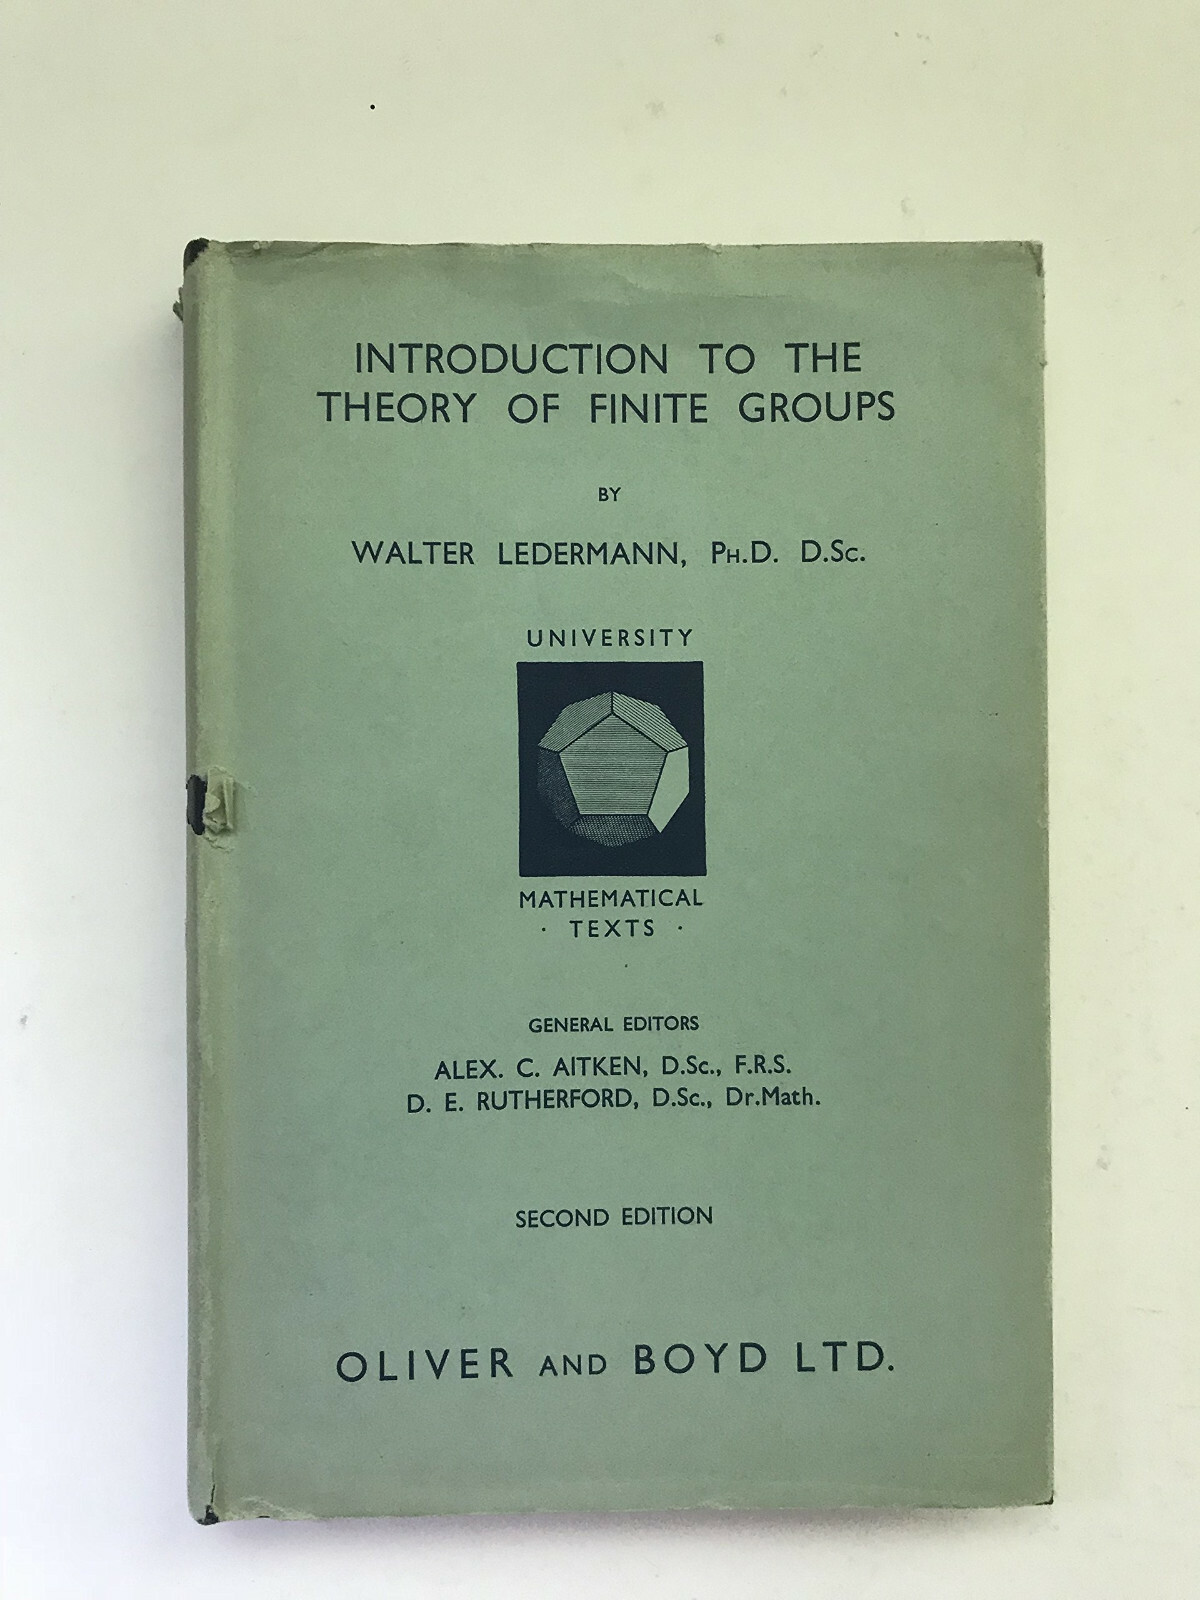 INTRODUCTION TO THE
THEORY OF FINITE GROUPS
BY
WALTER LEDERMANN, PH.D. D.SC.
UNIVERSITY
MATHEMATICAL
· TEXTS ·
GENERAL EDITORS
ALEX. C. AITKEN, D.Sc., F.R.S.
D. E. RUTHERFORD, D.Sc., Dr.Math.
SECOND EDITION
OLIVER AND BOYD LTD.